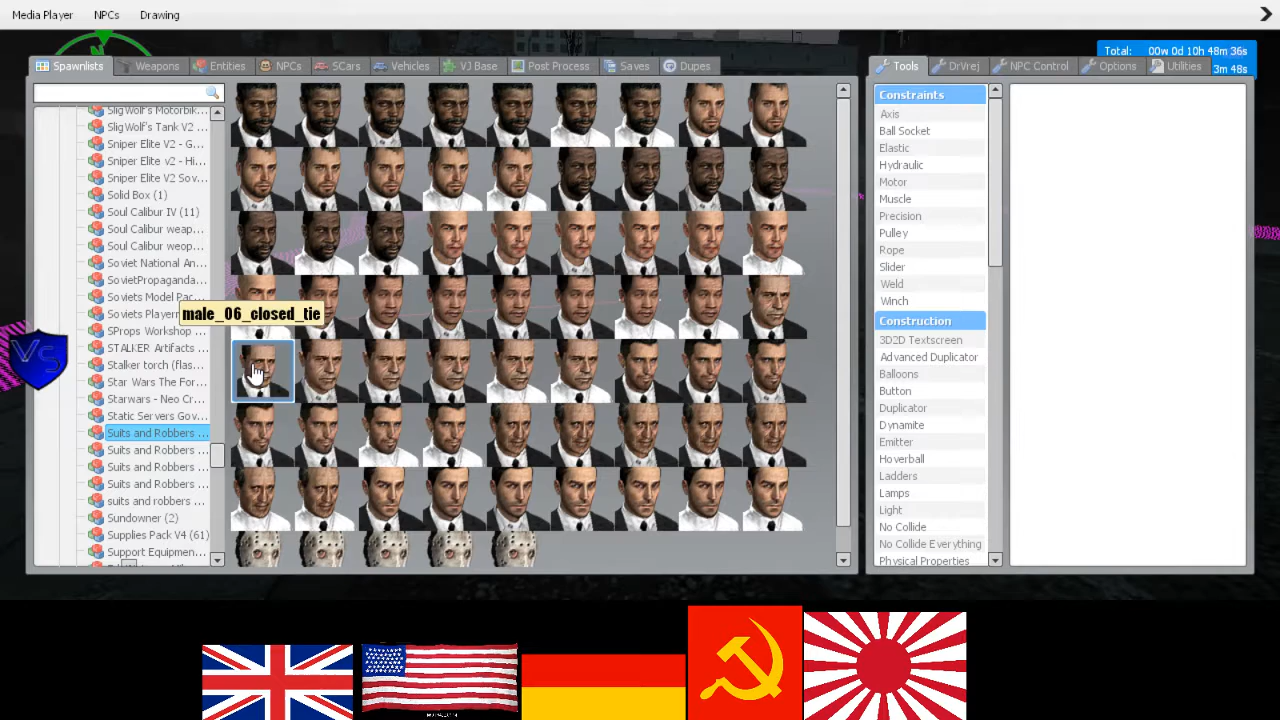 Media Player NPCs Drawing
Total: 00w 0d 10h 48m 36s
3m 48s
Spawnlists Weapons Entities NPCs SCars Vehicles VJ Base Post Process Saves Dupes
Tools DrVrej NPC Control Options Utilities
SligWolf's Motorbik...
SligWolf's Tank V2 ...
Sniper Elite V2 - G...
Sniper Elite v2 - Hi...
Sniper Elite V2 Sov...
Solid Box (1)
Soul Calibur IV (11)
Soul Calibur weap...
Soul Calibur weop...
Soviet National An...
SovietPropaganda...
Soviets Model Pac...
Soviets Player...
SProps Workshop ...
STALKER Artifacts ...
Stalker torch (flas...
Star Wars The For...
Starwars - Neo Cr...
Static Servers Gov...
Suits and Robbers ...
Suits and Robbers ...
Suits and Robbers ...
Suits and Robbers ...
suits and robbers ...
Sundowner (2)
Supplies Pack V4 (61)
Support Equipmen...
male_06_closed_tie
VS
Constraints
Axis
Ball Socket
Elastic
Hydraulic
Motor
Muscle
Precision
Pulley
Rope
Slider
Weld
Winch
Construction
3D2D Textscreen
Advanced Duplicator
Balloons
Button
Duplicator
Dynamite
Emitter
Hoverball
Ladders
Lamps
Light
No Collide
No Collide Everything
Physical Properties